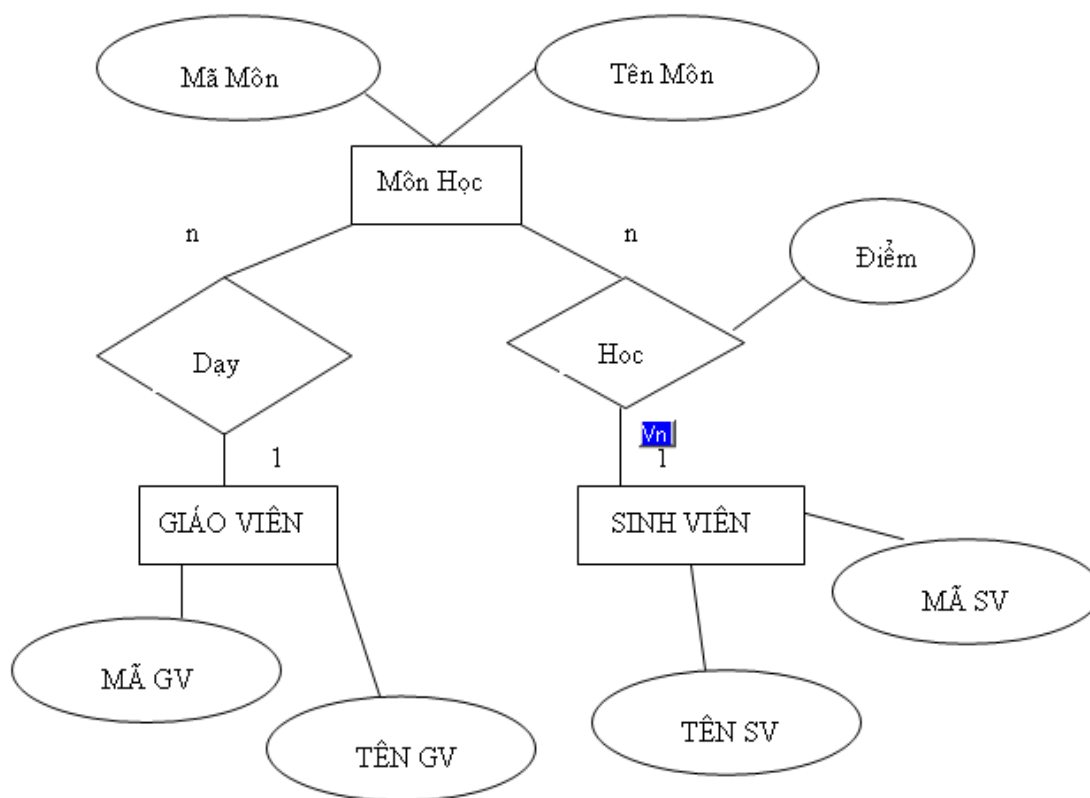 Mã Môn
Tên Môn
Môn Học
n
n
Điểm
Dạy
Hoc
Vn
1
1
GIÁO VIÊN
SINH VIÊN
MÃ SV
MÃ GV
TÊN SV
TÊN GV